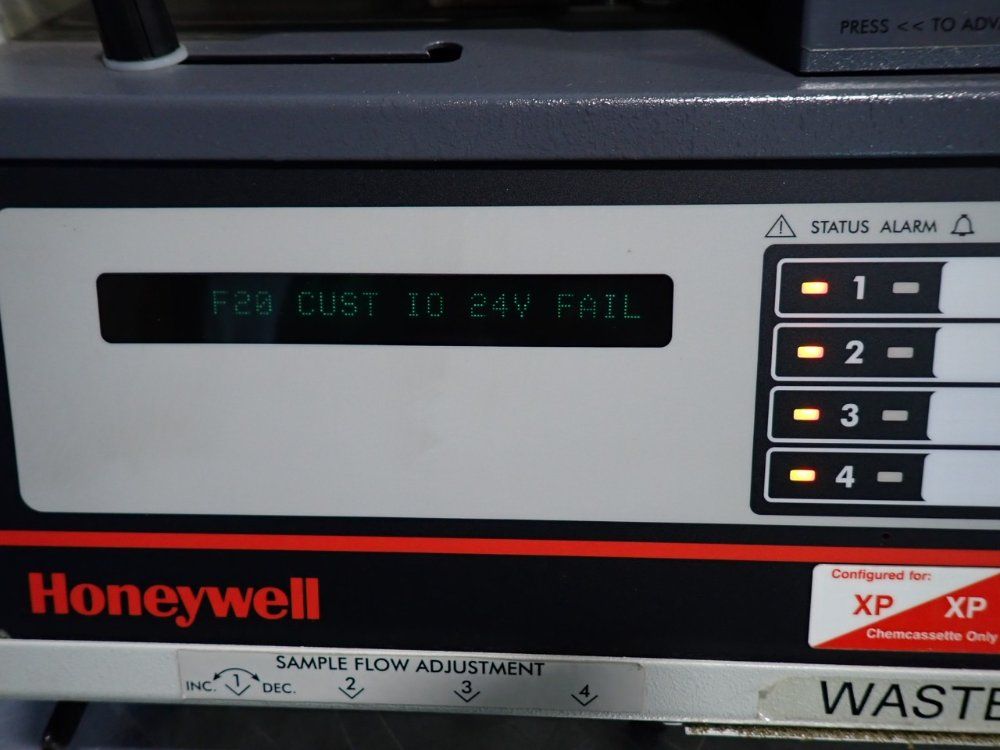 PRESS << TO
STATUS ALARM
F20 CUST IO 24V FAIL
1
2
3
4
Honeywell
Configured for:
XP XP
Chemcassette Only
SAMPLE FLOW ADJUSTMENT
INC. 1 DEC. 2 3 4
WASTE